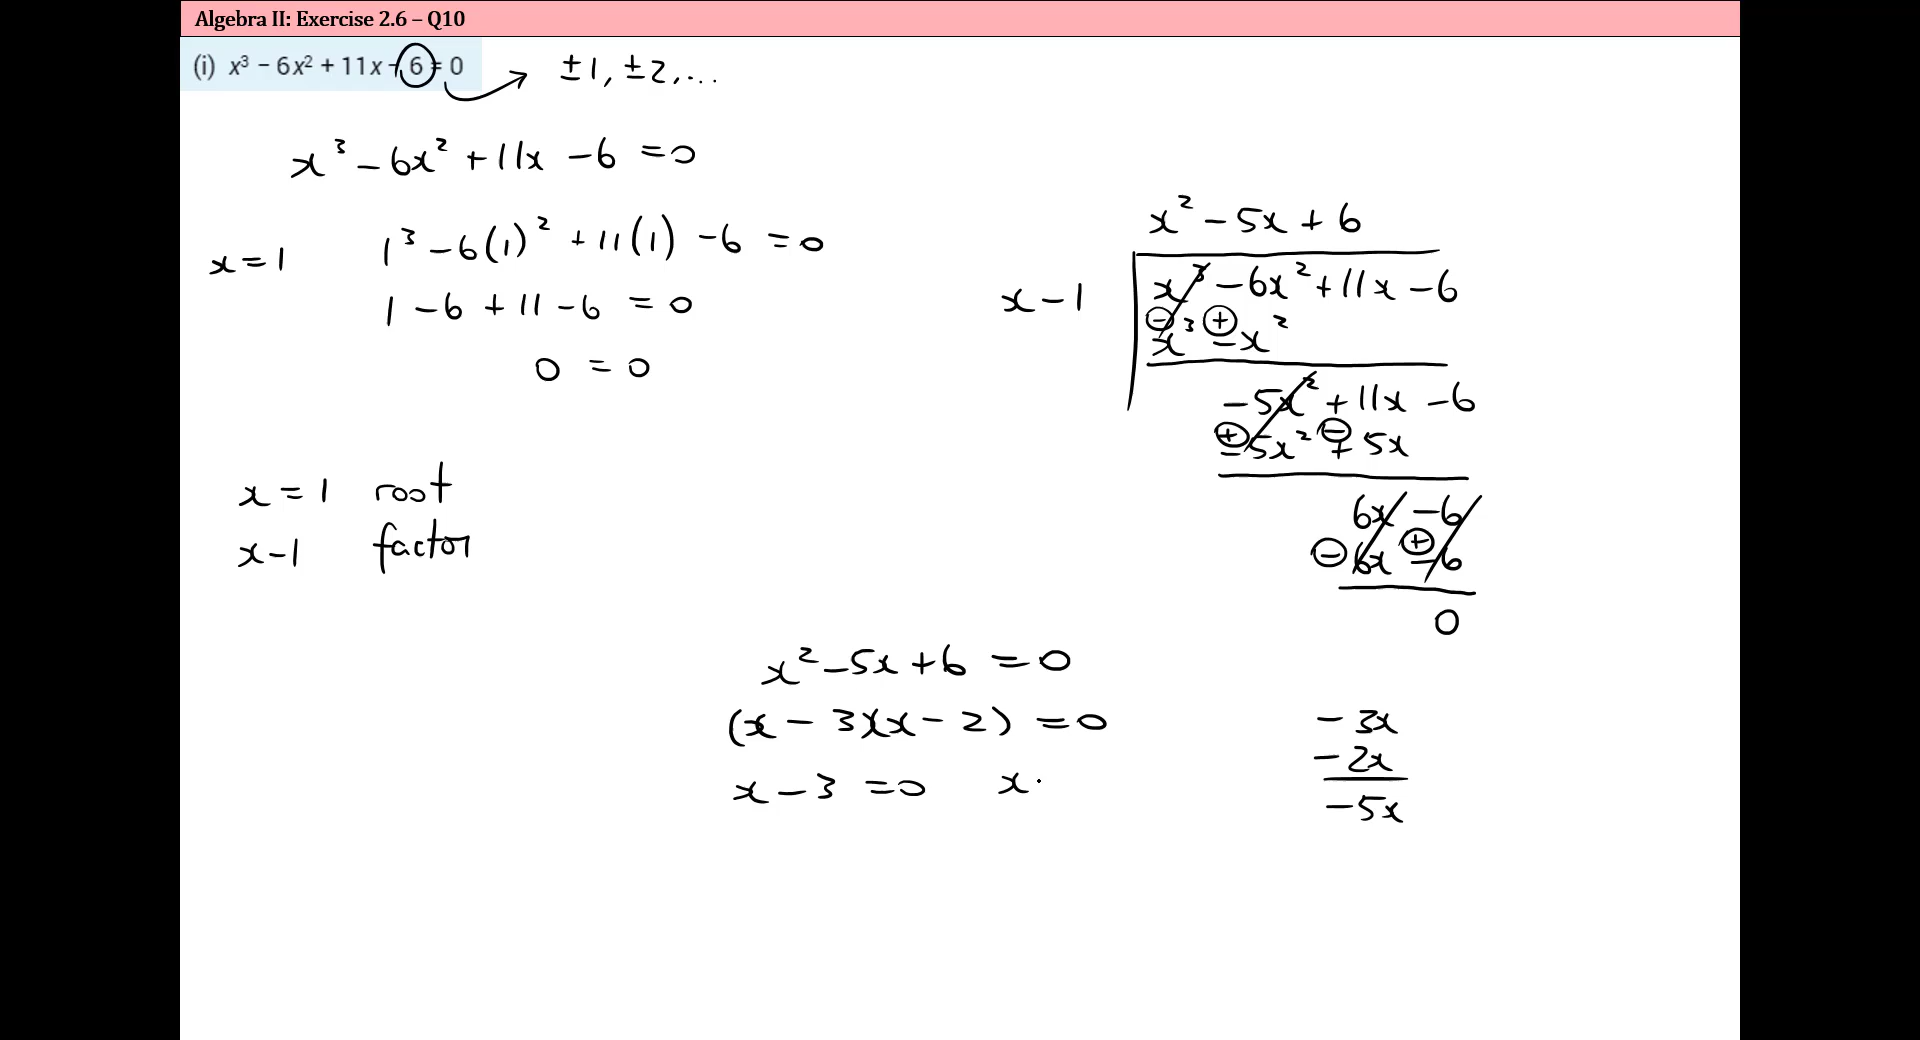 Algebra II: Exercise 2.6 – Q10
(i) x³ − 6x² + 11x − 6 = 0 → ±1, ±2, ...
x³ − 6x² + 11x − 6 = 0
x = 1
1³ − 6(1)² + 11(1) − 6 = 0
1 − 6 + 11 − 6 = 0
0 = 0
x = 1 root
x − 1 factor
x² − 5x + 6
x − 1
x³ − 6x² + 11x − 6
⊖ ⊕
x³ − x²
− 5x² + 11x − 6
⊕ ⊖
− 5x² + 5x
6x − 6
⊖ ⊕
6x − 6
0
x² − 5x + 6 = 0
(x − 3)(x − 2) = 0
x − 3 = 0 x
− 3x
− 2x
− 5x